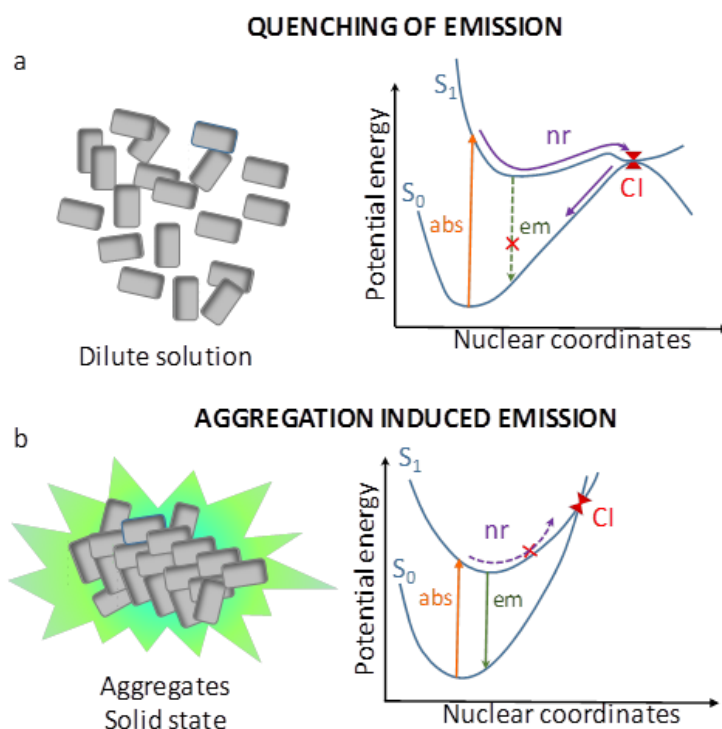 QUENCHING OF EMISSION
a
S1
nr
CI
S0
abs
em
Potential energy
Nuclear coordinates
Dilute solution
AGGREGATION INDUCED EMISSION
b
S1
nr
CI
S0
abs
em
Potential energy
Nuclear coordinates
Aggregates
Solid state